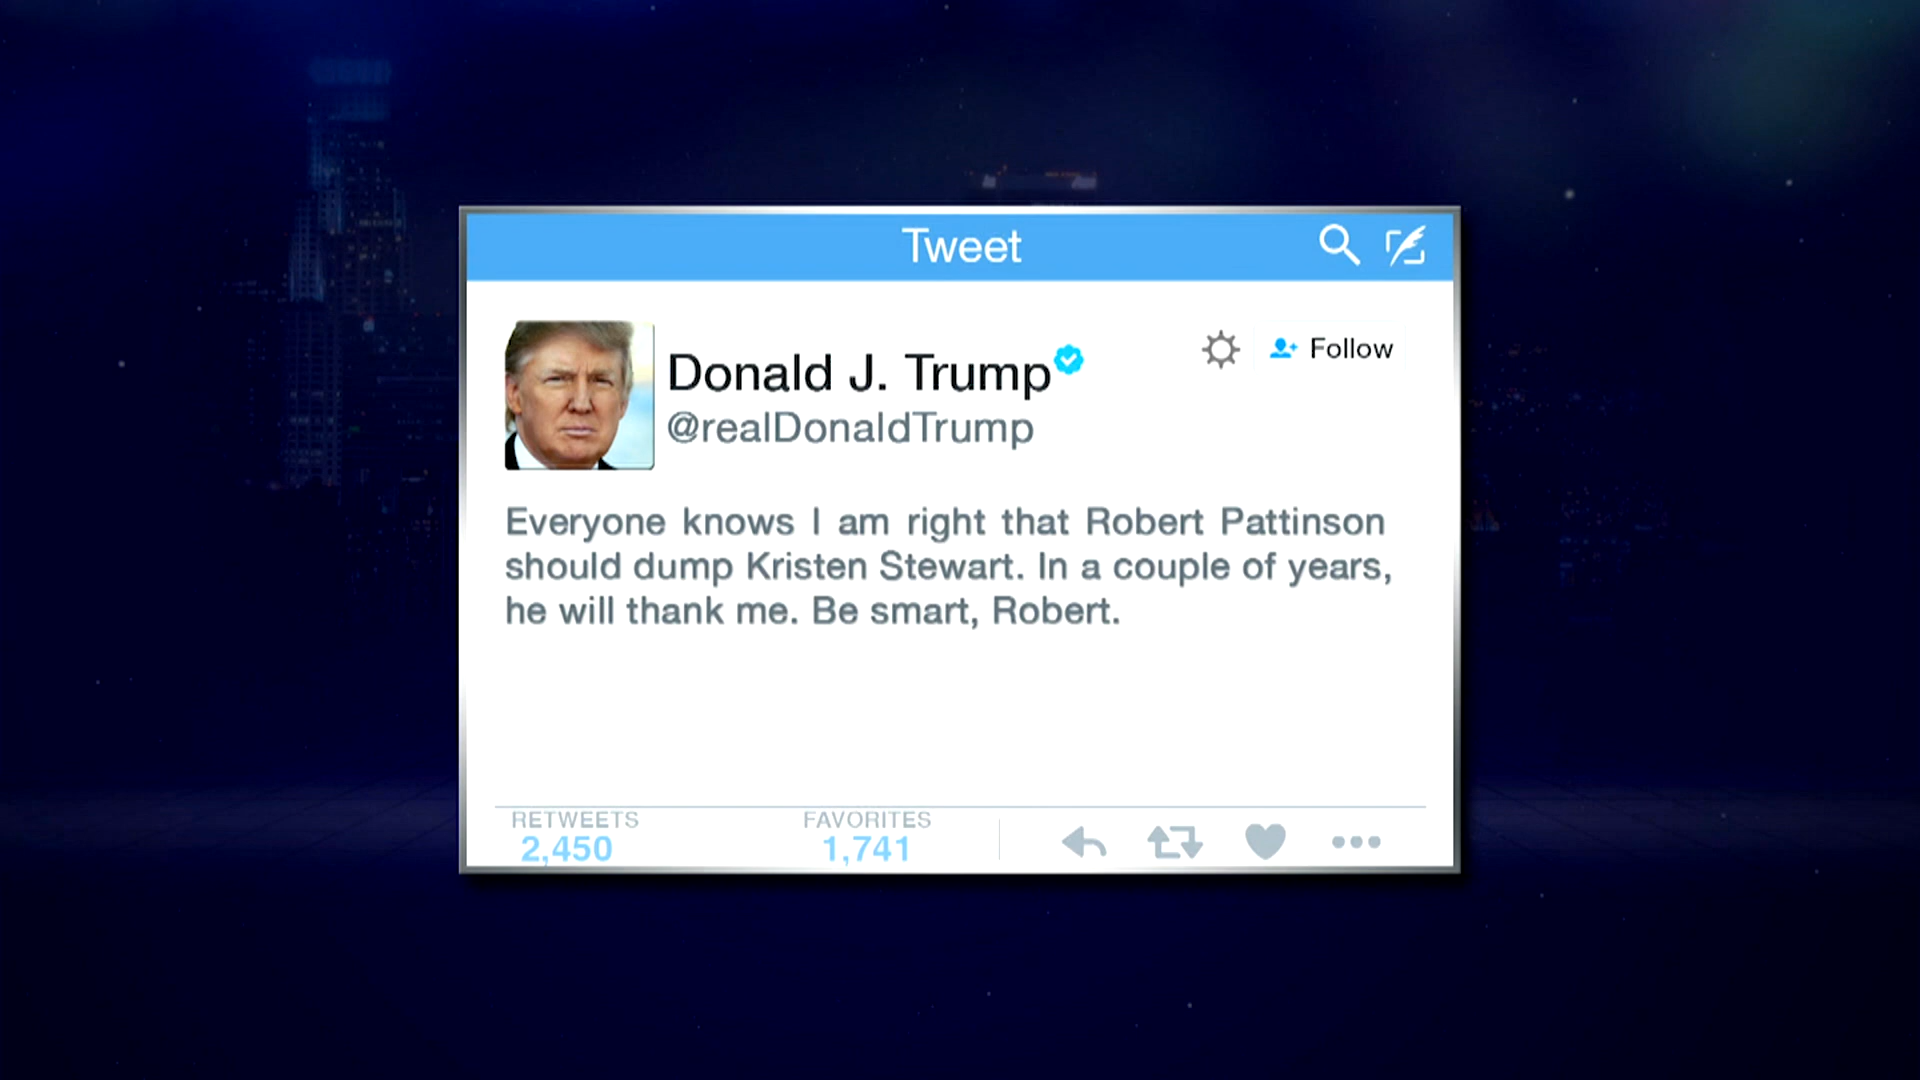 Tweet
Donald J. Trump
@realDonaldTrump
Follow
Everyone knows I am right that Robert Pattinson
should dump Kristen Stewart. In a couple of years,
he will thank me. Be smart, Robert.
RETWEETS FAVORITES
2,450 1,741